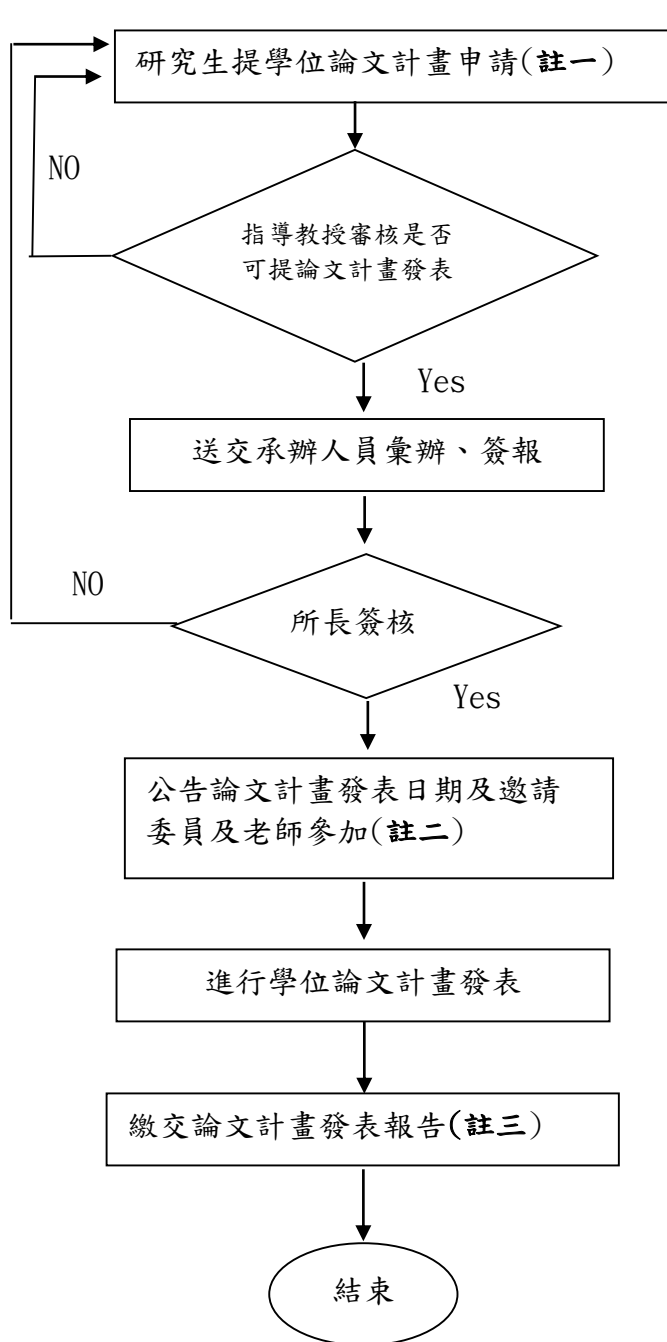 研究生提學位論文計畫申請(註一)
NO
指導教授審核是否
可提論文計畫發表
Yes
送交承辦人員彙辦、簽報
NO
所長簽核
Yes
公告論文計畫發表日期及邀請
委員及老師參加(註二)
進行學位論文計畫發表
繳交論文計畫發表報告(註三)
結束